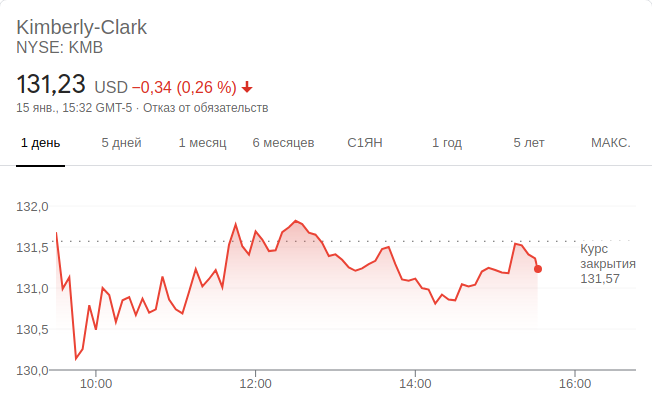 Kimberly-Clark
NYSE: KMB
131,23 USD −0,34 (0,26 %)
15 янв., 15:32 GMT-5 · Отказ от обязательств
1 день 5 дней 1 месяц 6 месяцев С1ЯН 1 год 5 лет МАКС.
132,0
131,5
Курс
закрытия
131,57
131,0
130,5
130,0
10:00 12:00 14:00 16:00